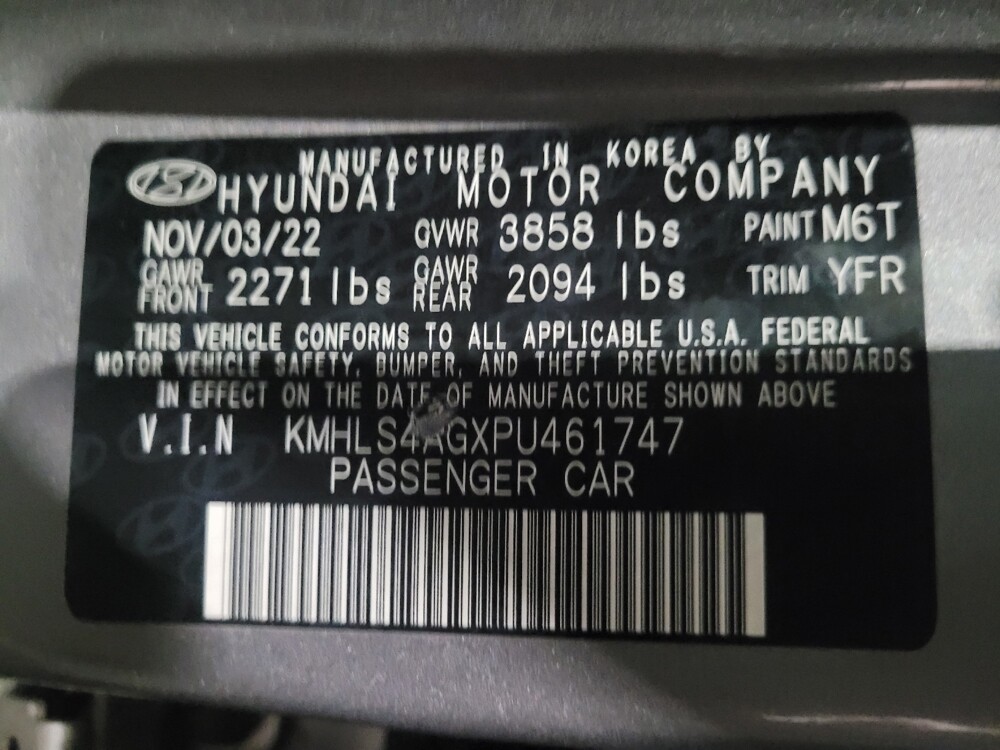 MANUFACTURED IN KOREA BY
HYUNDAI MOTOR COMPANY
NOV/03/22 GVWR 3858 lbs PAINT M6T
GAWR FRONT 2271 lbs GAWR REAR 2094 lbs TRIM YFR
THIS VEHICLE CONFORMS TO ALL APPLICABLE U.S.A. FEDERAL
MOTOR VEHICLE SAFETY, BUMPER, AND THEFT PREVENTION STANDARDS
IN EFFECT ON THE DATE OF MANUFACTURE SHOWN ABOVE
V.I.N KMHLS4AGXPU461747
PASSENGER CAR